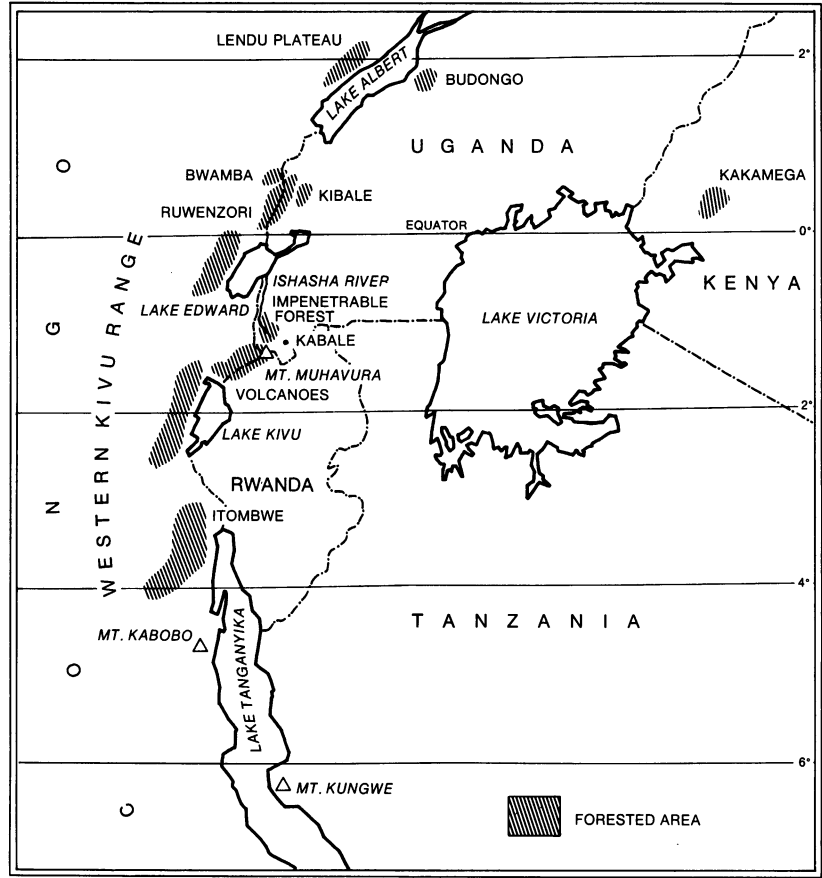 LENDU PLATEAU
LAKE ALBERT
2°
BUDONGO
UGANDA
BWAMBA
KIBALE
KAKAMEGA
RUWENZORI
EQUATOR
0°
KENYA
ISHASHA RIVER
LAKE EDWARD
IMPENETRABLE
FOREST
LAKE VICTORIA
KABALE
MT. MUHAVURA
VOLCANOES
2°
LAKE KIVU
WESTERN KIVU RANGE
RWANDA
ITOMBWE
4°
TANZANIA
MT. KABOBO
LAKE TANGANYIKA
6°
MT. KUNGWE
CONGO
FORESTED AREA